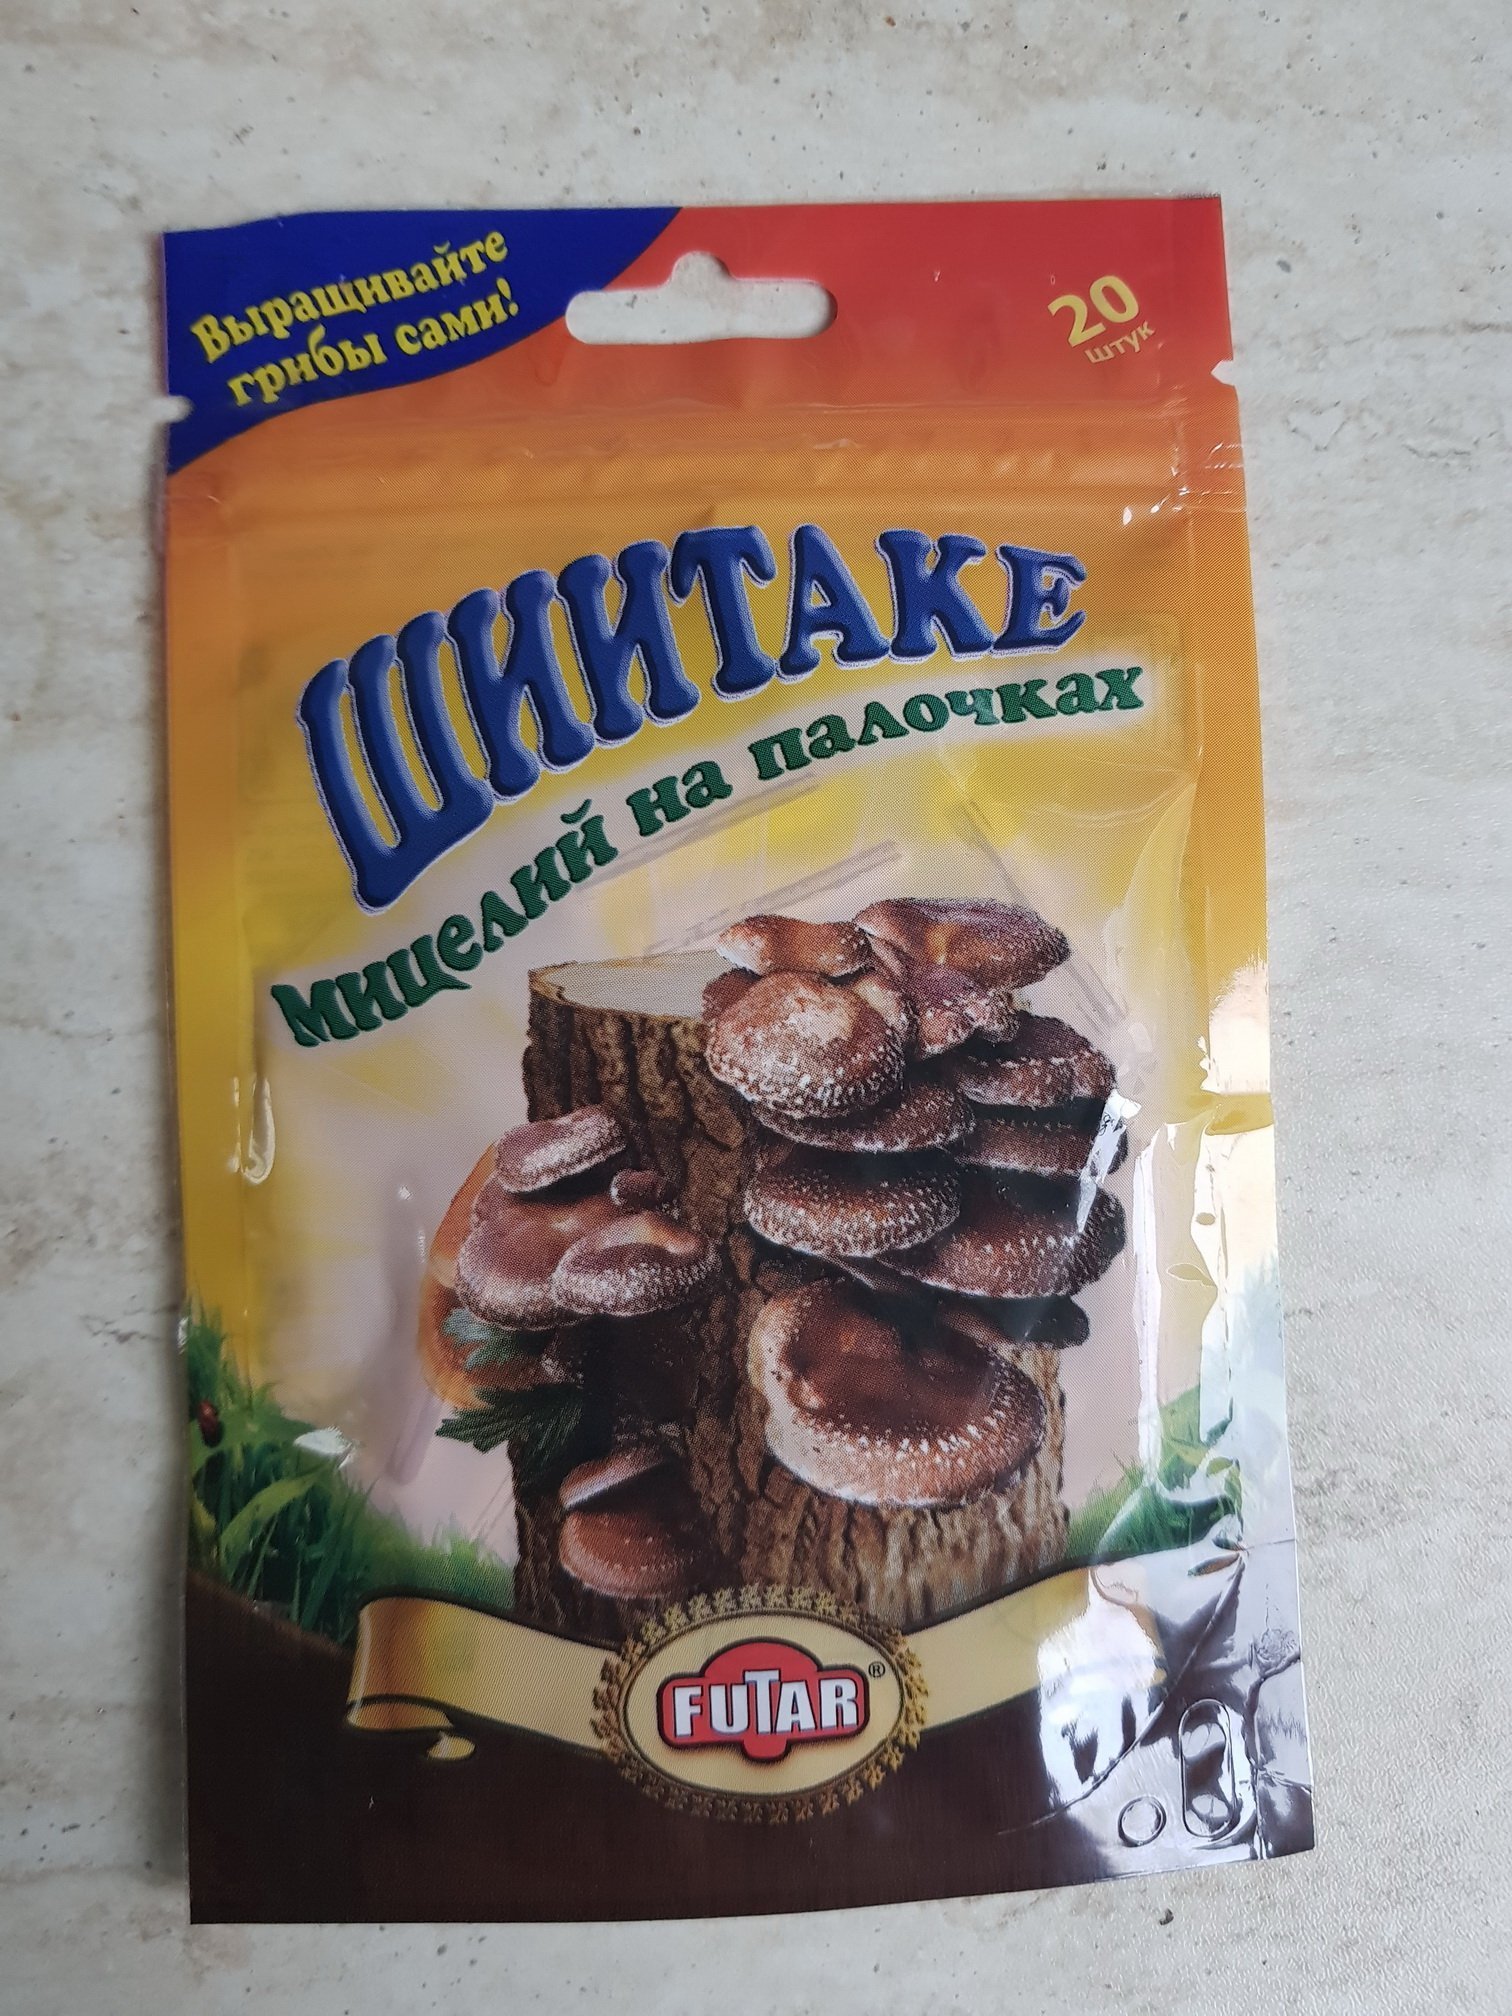 Выращивайте
грибы сами!
20
штук
ШИИТАКЕ
мицелий на палочках
FUTAR®